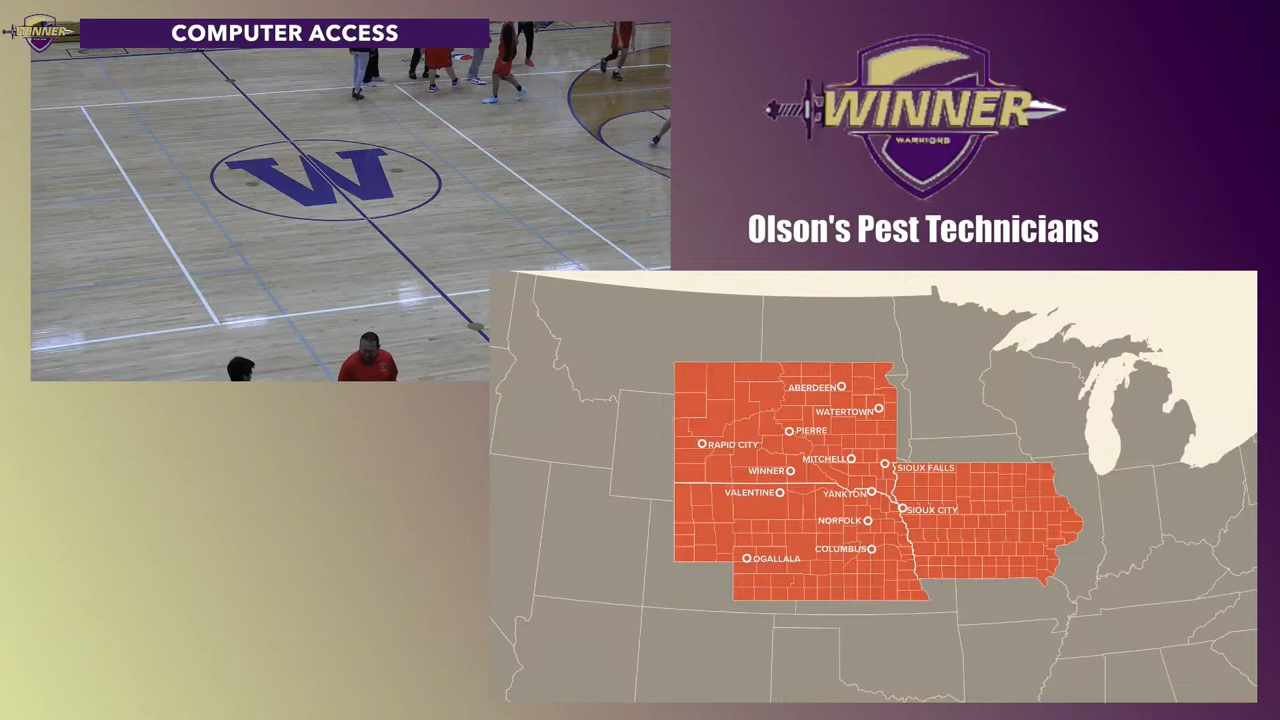 WINNER
COMPUTER ACCESS
WINNER
WARRIORS
Olson's Pest Technicians
W
ABERDEEN
WATERTOWN
PIERRE
RAPID CITY
MITCHELL
SIOUX FALLS
WINNER
VALENTINE
YANKTON
SIOUX CITY
NORFOLK
COLUMBUS
OGALLALA